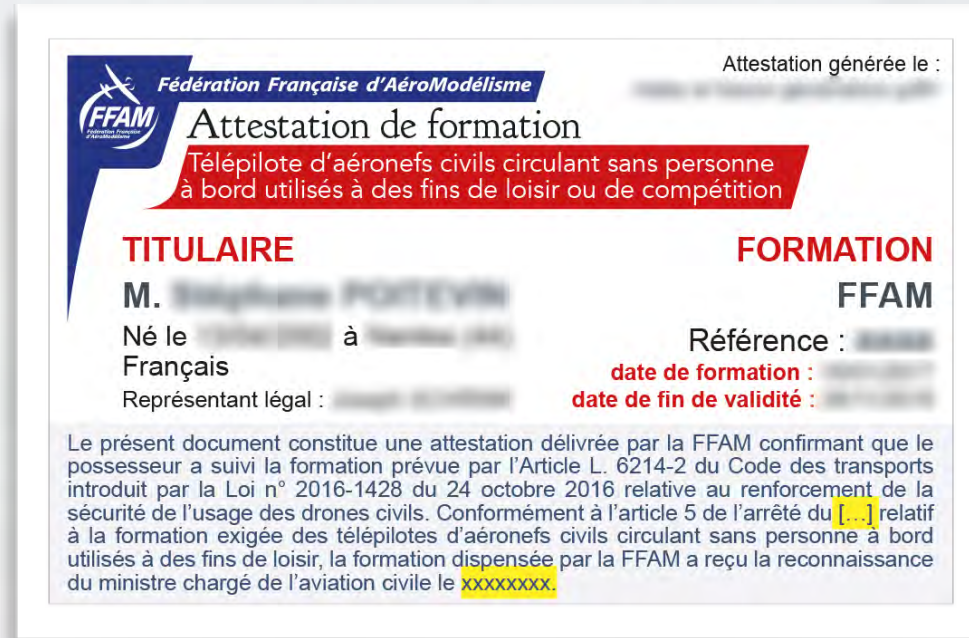 Attestation générée le :
Fédération Française d'AéroModélisme
FFAM
Fédération Française
d'AéroModélisme
Attestation de formation
Télépilote d'aéronefs civils circulant sans personne
à bord utilisés à des fins de loisir ou de compétition
TITULAIRE
M.
Né le à
Français
Représentant légal :
FORMATION
FFAM
Référence :
date de formation :
date de fin de validité :
Le présent document constitue une attestation délivrée par la FFAM confirmant que le
possesseur a suivi la formation prévue par l'Article L. 6214-2 du Code des transports
introduit par la Loi n° 2016-1428 du 24 octobre 2016 relative au renforcement de la
sécurité de l'usage des drones civils. Conformément à l'article 5 de l'arrêté du [...] relatif
à la formation exigée des télépilotes d'aéronefs civils circulant sans personne à bord
utilisés à des fins de loisir, la formation dispensée par la FFAM a reçu la reconnaissance
du ministre chargé de l'aviation civile le xxxxxxxx.